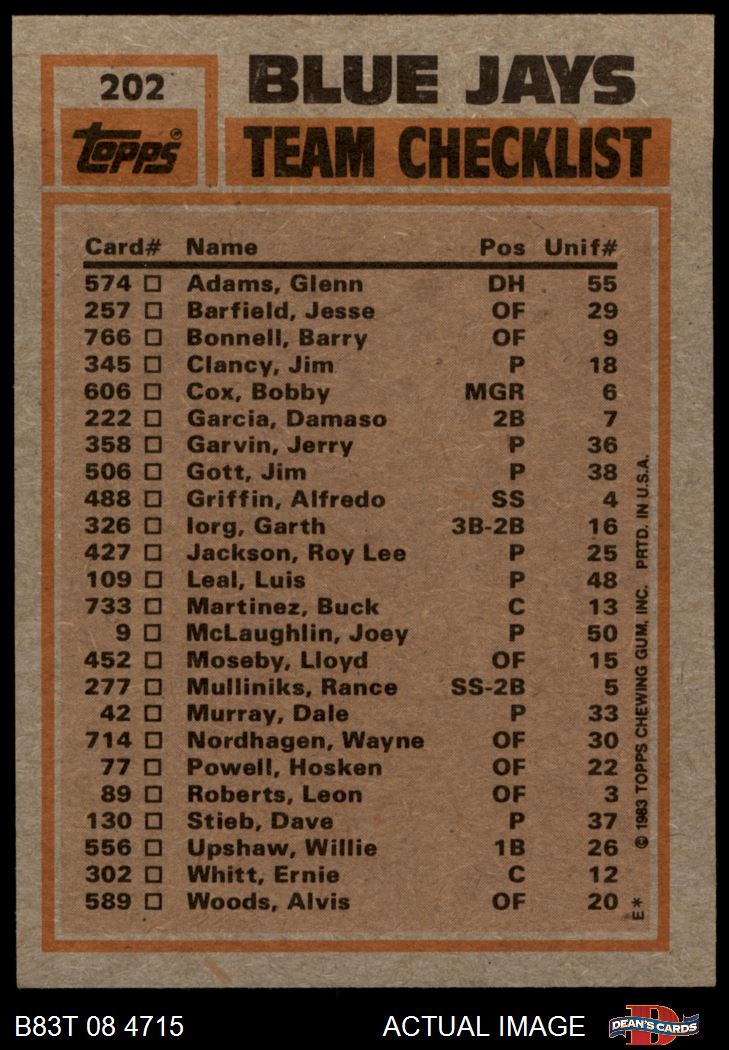 202
BLUE JAYS
Topps®
TEAM CHECKLIST
Card# Name Pos Unif#
574 Adams, Glenn DH 55
257 Barfield, Jesse OF 29
766 Bonnell, Barry OF 9
345 Clancy, Jim P 18
606 Cox, Bobby MGR 6
222 Garcia, Damaso 2B 7
358 Garvin, Jerry P 36
506 Gott, Jim P 38
488 Griffin, Alfredo SS 4
326 Iorg, Garth 3B-2B 16
427 Jackson, Roy Lee P 25
109 Leal, Luis P 48
733 Martinez, Buck C 13
9 McLaughlin, Joey P 50
452 Moseby, Lloyd OF 15
277 Mulliniks, Rance SS-2B 5
42 Murray, Dale P 33
714 Nordhagen, Wayne OF 30
77 Powell, Hosken OF 22
89 Roberts, Leon OF 3
130 Stieb, Dave P 37
556 Upshaw, Willie 1B 26
302 Whitt, Ernie C 12
589 Woods, Alvis OF 20
© 1983 TOPPS CHEWING GUM, INC. PRTD. IN U.S.A.
E*
B83T 08 4715
ACTUAL IMAGE
D
DEAN'S CARDS